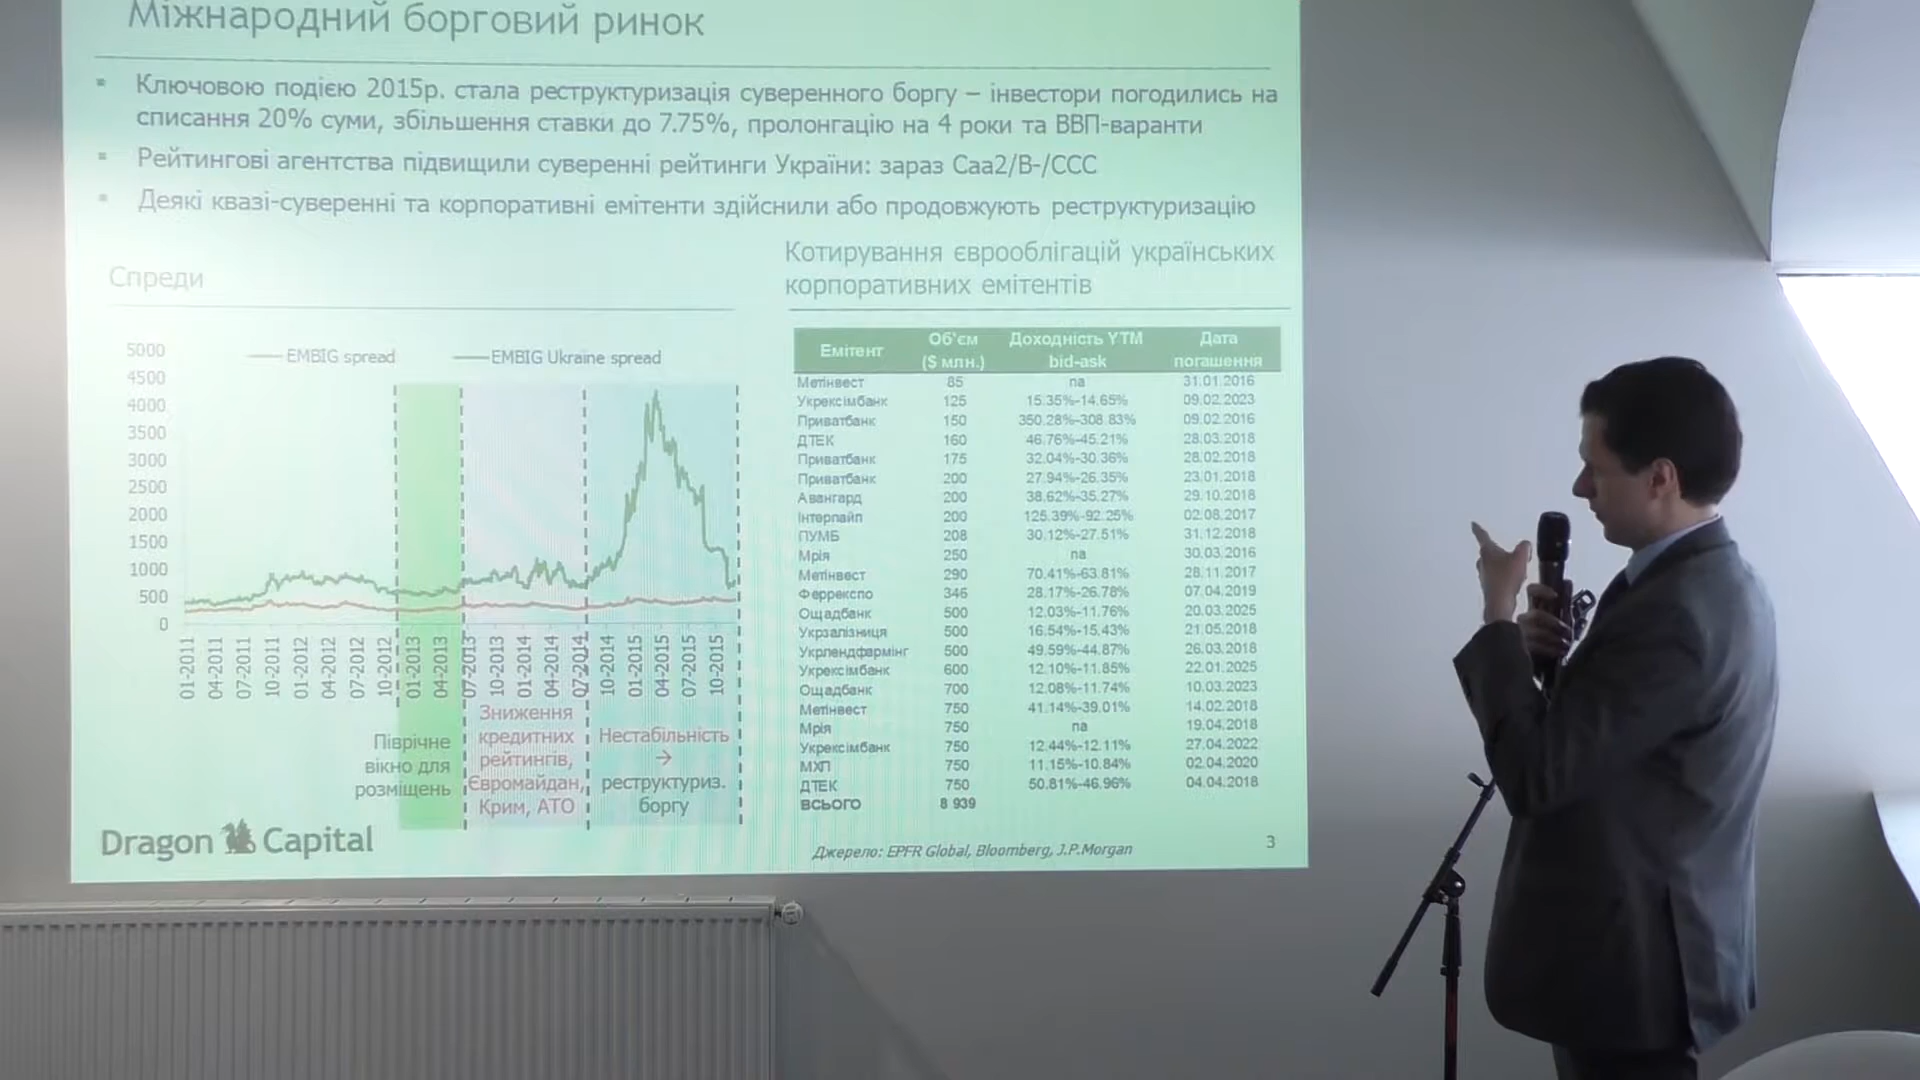 Міжнародний борговий ринок
Ключовою подією 2015р. стала реструктуризація суверенного боргу – інвестори погодились на
списання 20% суми, збільшення ставки до 7.75%, пролонгацію на 4 роки та ВВП-варанти
Рейтингові агентства підвищили суверенні рейтинги України: зараз Caa2/B-/CCC
Деякі квазі-суверенні та корпоративні емітенти здійснили або продовжують реструктуризацію
Спреди
EMBIG spread EMBIG Ukraine spread
5000
4500
4000
3500
3000
2500
2000
1500
1000
500
0
01-2011 04-2011 07-2011 10-2011 01-2012 04-2012 07-2012 10-2012 01-2013 04-2013 07-2013 10-2013 01-2014 04-2014 07-2014 10-2014 01-2015 04-2015 07-2015 10-2015
Піврічне
вікно для
розміщень
Зниження
кредитних
рейтингів,
Євромайдан,
Крим, АТО
Нестабільність
→
реструктуриз.
боргу
Котирування єврооблігацій українських
корпоративних емітентів
Емітент Об'єм ($ млн.) Доходність YTM bid-ask Дата погашення
Метінвест 85 na 31.01.2016
Укрексімбанк 125 15.35%-14.65% 09.02.2023
Приватбанк 150 350.28%-308.83% 09.02.2016
ДТЕК 160 46.76%-45.21% 28.03.2018
Приватбанк 175 32.04%-30.36% 28.02.2018
Приватбанк 200 27.94%-26.35% 23.01.2018
Авангард 200 38.62%-35.27% 29.10.2018
Інтерпайп 200 125.39%-92.25% 02.08.2017
ПУМБ 208 30.12%-27.51% 31.12.2018
Мрія 250 na 30.03.2016
Метінвест 290 70.41%-63.81% 28.11.2017
Феррекспо 346 28.17%-26.78% 07.04.2019
Ощадбанк 500 12.03%-11.76% 20.03.2025
Укрзалізниця 500 16.54%-15.43% 21.05.2018
Укрлендфармінг 500 49.59%-44.87% 26.03.2018
Укрексімбанк 600 12.10%-11.85% 22.01.2025
Ощадбанк 700 12.08%-11.74% 10.03.2023
Метінвест 750 41.14%-39.01% 14.02.2018
Мрія 750 na 19.04.2018
Укрексімбанк 750 12.44%-12.11% 27.04.2022
МХП 750 11.15%-10.84% 02.04.2020
ДТЕК 750 50.81%-46.96% 04.04.2018
ВСЬОГО 8 939
Dragon Capital
Джерело: EPFR Global, Bloomberg, J.P.Morgan
3